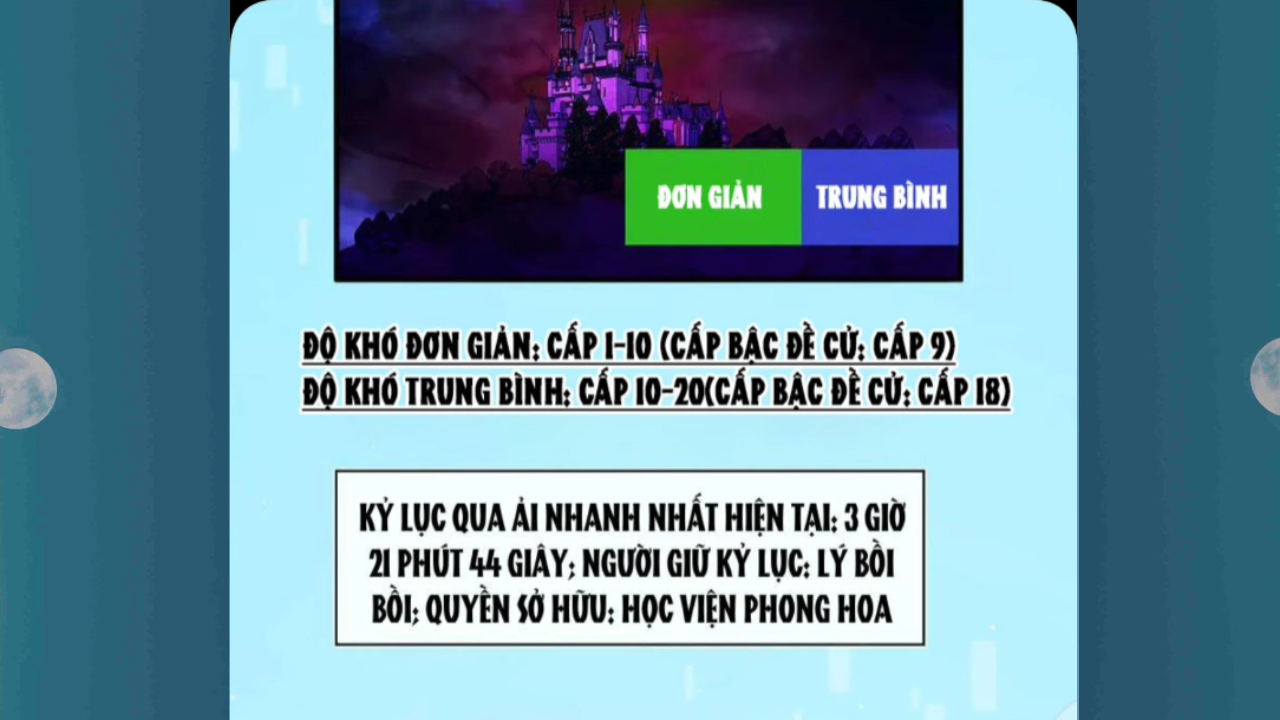 ĐƠN GIẢN
TRUNG BÌNH
ĐỘ KHÓ ĐƠN GIẢN: CẤP 1-10 (CẤP BẬC ĐỀ CỬ: CẤP 9)
ĐỘ KHÓ TRUNG BÌNH: CẤP 10-20(CẤP BẬC ĐỀ CỬ: CẤP 18)
KỶ LỤC QUA ẢI NHANH NHẤT HIỆN TẠI: 3 GIỜ
21 PHÚT 44 GIÂY; NGƯỜI GIỮ KỶ LỤC: LÝ BỒI
BỒI; QUYỀN SỞ HỮU: HỌC VIỆN PHONG HOA